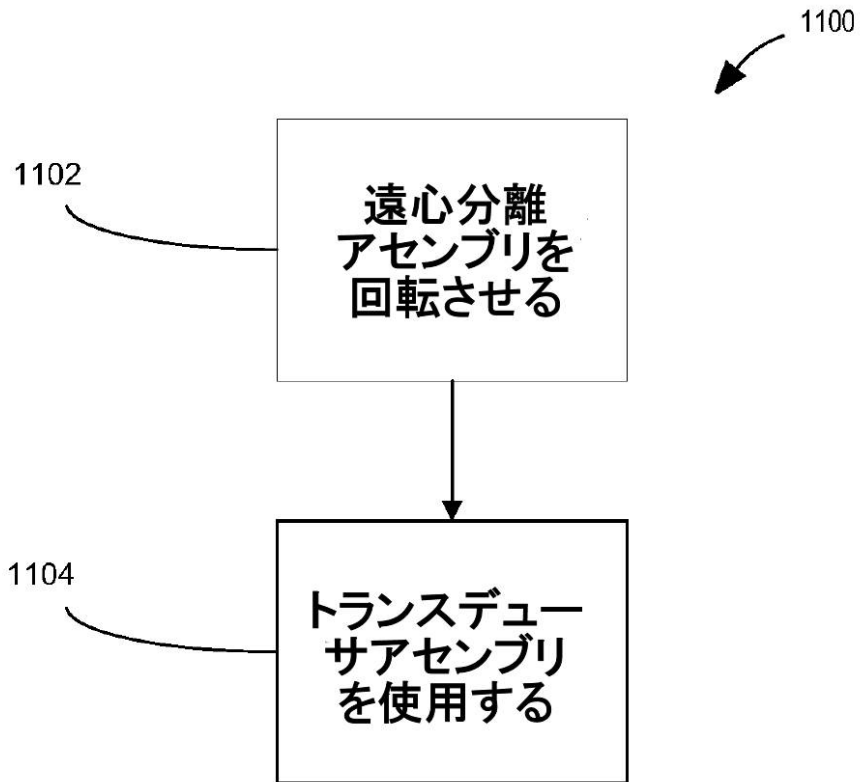 1100
1102
遠心分離
アセンブリを
回転させる
1104
トランスデュー
サアセンブリ
を使用する